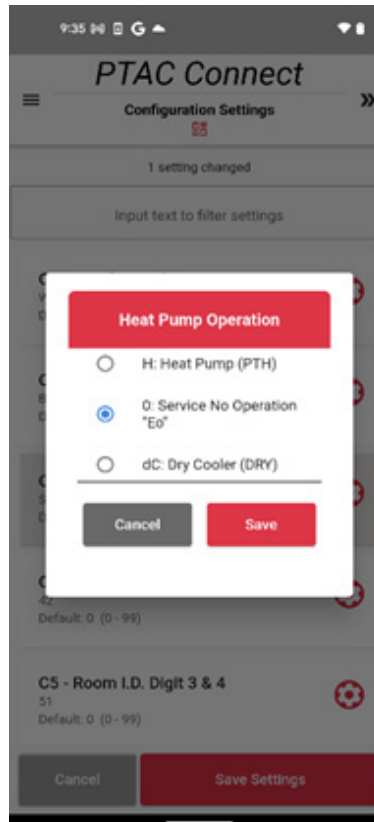 9:35 G
PTAC Connect
Configuration Settings
1 setting changed
Input text to filter settings
Heat Pump Operation
H: Heat Pump (PTH)
0: Service No Operation
"Eo"
dC: Dry Cooler (DRY)
Cancel Save
42
Default: 0 (0 - 99)
C5 - Room I.D. Digit 3 & 4
51
Default: 0 (0 - 99)
Cancel Save Settings